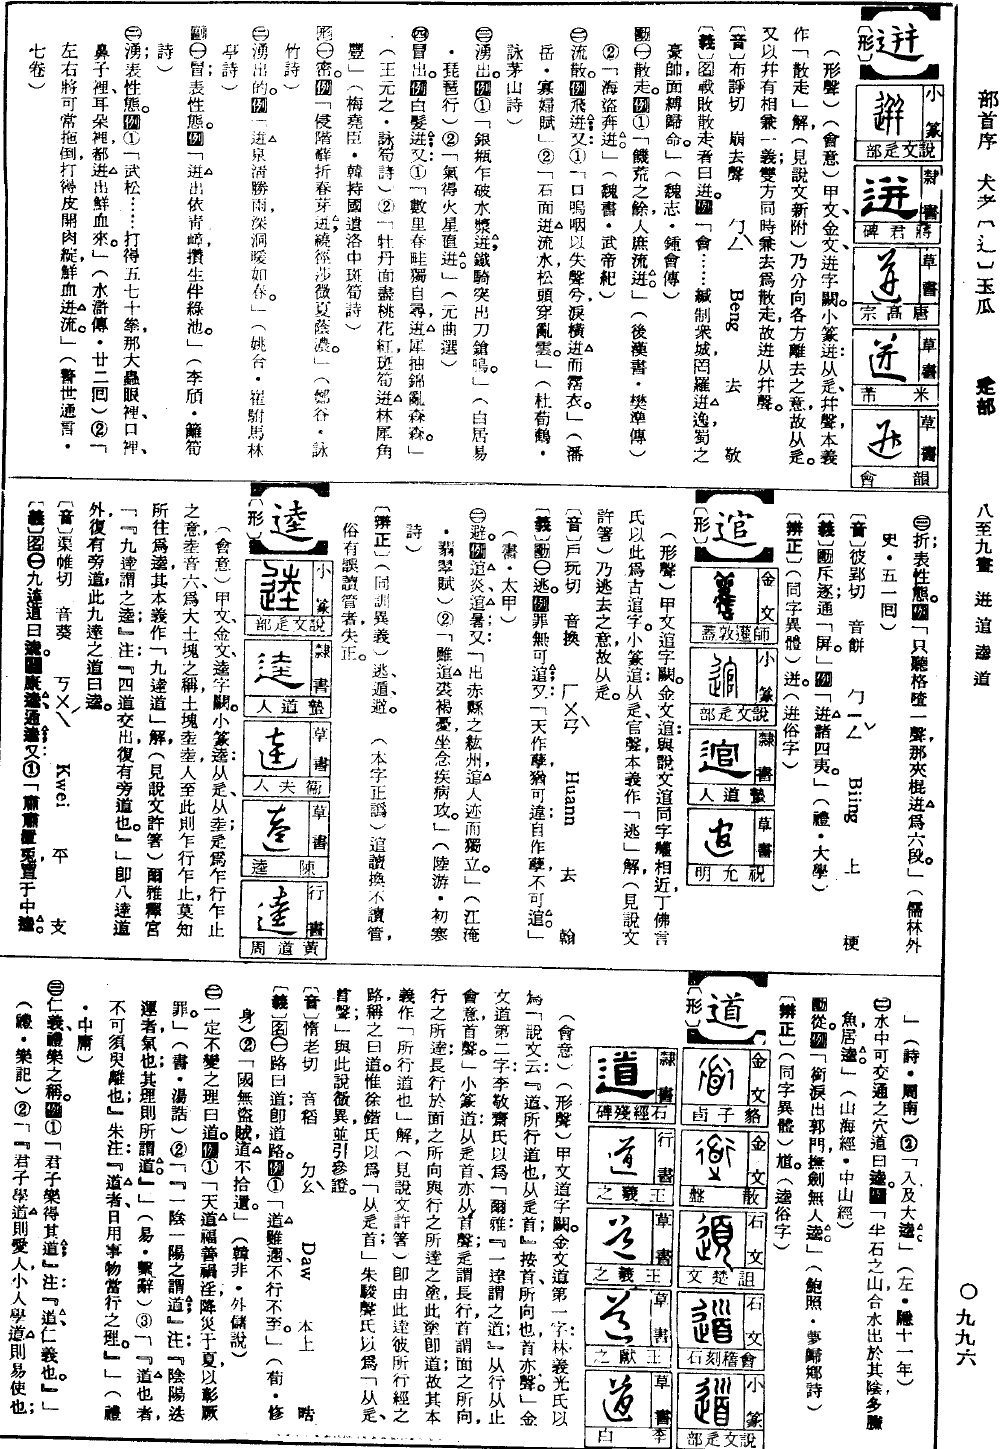 部首序 犬歺冖辶凵玉瓜 辵部 八至九畫 迸逭逵道 〇九九六
迸
〔形〕
小篆 說文辵部
隸書 蔣君碑
草書 唐高宗
草書 米芾
草書 韻會
（形聲）（會意）甲文、金文迸字闕。小篆迸：从辵，幷聲，本義
作「散走」解（見說文新附）乃分向各方離去之意，故从辵。
又以幷有相兼一義，雙方同時兼去爲散走，故迸从幷聲。
〔音〕布諍切 崩去聲 ㄅㄥˋ Beng 去 敬
〔義〕名戰敗散走者曰迸。例「會……緘制衆城，罔羅迸逸，蜀之
豪帥，面縛歸命。」（魏志・鍾會傳）
動㊀散走。例①「饑荒之餘，人庶流迸。」（後漢書・樊準傳）
②「海盜奔迸。」（魏書・武帝紀）
㊁流散。例飛迸；又：①「口嗚咽以失聲兮，淚橫迸而霑衣。」（潘
岳・寡婦賦）②「石面迸流水，松頭穿亂雲。」（杜荀鶴・
詠茅山詩）
㊂湧出。例①「銀瓶乍破水漿迸，鐵騎突出刀鎗鳴。」（白居易
・琵琶行）②「氣得火星直迸。」（元曲選）
㊃冒出。例白髮迸；又：①「數里春畦獨自尋，迸犀抽錦亂森森。」
（王元之・詠筍詩）②「牡丹面盡桃花紅，斑筍迸林犀角
豐」（梅堯臣・韓持國遺洛中斑筍詩）
形㊀密。例「侵階蘚折春芽迸，繞徑莎微夏蔭濃。」（鄭谷・詠
竹詩）
㊁湧出的。例「迸泉淸勝雨，深洞暖如春。」（姚合・崔駙馬林
亭詩）
副㊀冒；表性態。例「迸出依靑嶂，攢生伴綠池。」（李頎・籬筍
詩）
㊁湧；表性態。例①「武松……打得五七十拳，那大蟲眼裡、口裡、
鼻子裡、耳朵裡，都迸出鮮血來。」（水滸傳・廿二回）②「
左右將可常拖倒，打得皮開肉綻，鮮血迸流。」（警世通言・
七卷）
㊂折；表性態。例「只聽格喳一聲，那夾棍迸爲六段。」（儒林外
史・五一回）
〔音〕彼郢切 音餠 ㄅㄧㄥˇ Biing 上 梗
〔義〕動斥逐；通「屏」。例「迸諸四夷。」（禮・大學）
〔辨正〕（同字異體）迸。（迸俗字）
逭
〔形〕
金文 師𩛥敦蓋
小篆 說文辵部
隸書 蟄道人
草書 祝允明
（形聲）甲文逭字闕。金文逭：與說文逭同字權相近，丁佛言
氏以此爲古逭字。小篆逭：从辵，官聲，本義作「逃」解（見說文
許箸）乃逃去之意，故从辵。
〔音〕戶玩切 音換 ㄏㄨㄢˋ Huann 去 翰
〔義〕動㊀逃。例罪無可逭；又：「天作孽，猶可違；自作孽，不可逭。」
（書・太甲）
㊁避。例逭炎、逭暑；又：「出赤縣之紘州，逭人迹而獨立。」（江淹
・翡翠賦）②「雖逭裘褐憂，坐念疾病攻。」（陸游・初寒
詩）
〔辨正〕（同訓異義）逃、遁、避。（本字正譌）逭讀換，不讀管，
俗有誤讀管者，失正。
逵
〔形〕
小篆 說文辵部
隸書 蟄道人
草書 衛夫人
草書 陳逵
行書 黃道周
（會意）甲文、金文逵字闕。小篆逵：从辵，从坴；辵爲乍行乍止
之意，坴音六，爲大土塊之稱，土塊坴坴，人至此則乍行乍止，莫知
所往爲逵；其本義作「九達道」解（見說文許箸）爾雅釋宮
：「『九達謂之逵』注：『四道交出，復有旁道也。』」卽八達道
外復有旁道，此九達之道曰逵。
〔音〕渠帷切 音葵 ㄎㄨㄟˊ Kwei 平 支
〔義〕名㊀九達道曰逵。例康逵、通逵；又①「肅肅罝兔，置于中逵。
」（詩・周南）②「入及大逵。」（左・隱十一年）
㊁水中可交通之穴道曰逵。例「半石之山，合水出於其陰，多䲢
魚，居逵。」（山海經・中山經）
動從。例「銜淚出郭門，撫劍無人逵。」（鮑照・夢歸鄉詩）
〔辨正〕（同字異體）馗。（逵俗字）
道
〔形〕
金文 貉子卣
金文 散盤
石文 詛楚文
石文 會稽刻石
小篆 說文辵部
隸書 石經殘碑
行書 王羲之
草書 王羲之
草書 王獻之
草書 李白
（會意）（形聲）甲文道字闕。金文道第一字：林義光氏以
爲「說文云『道，所行道也，从辵首。』按首所向也，首亦聲。」金
文道第二字：李敬齋氏以爲「爾雅『一達謂之道』从行从止
會意，首聲。」小篆道：从辵首，亦从首聲，辵謂長行，首謂面之所向，
行之所達，長行於面之所向與行之所達之塗，此塗卽道，故其本
義作「所行道也」解（見說文許箸）卽由此達彼所行經之
路稱之曰道。惟徐鍇氏以爲「从辵首」朱駿聲氏以爲「从辵，
首聲」與此說微異，並引參證。
〔音〕惰老切 音稻 ㄉㄠˋ Daw 本上 晧
〔義〕名㊀路曰道，卽道路。例①「道雖邇，不行不至。」（荀・修
身）②「國無盜賊，道不拾遺。」（韓非・外儲說）
㊁一定不變之理曰道。例①「天道福善禍淫，降災于夏，以彰厥
罪。」（書・湯誥）②「『一陰一陽之謂道』注：『陰陽迭
運者，氣也，其理則所謂道。』」（易・繫辭）③「『道也者，
不可須臾離也』朱注：『道者，日用事物當行之理。』」（禮
・中庸）
㊂仁、義、禮、樂之稱。例①「『君子樂得其道』注：『道，仁義也。』」
（禮・樂記）②「『君子學道則愛人，小人學道則易使也；